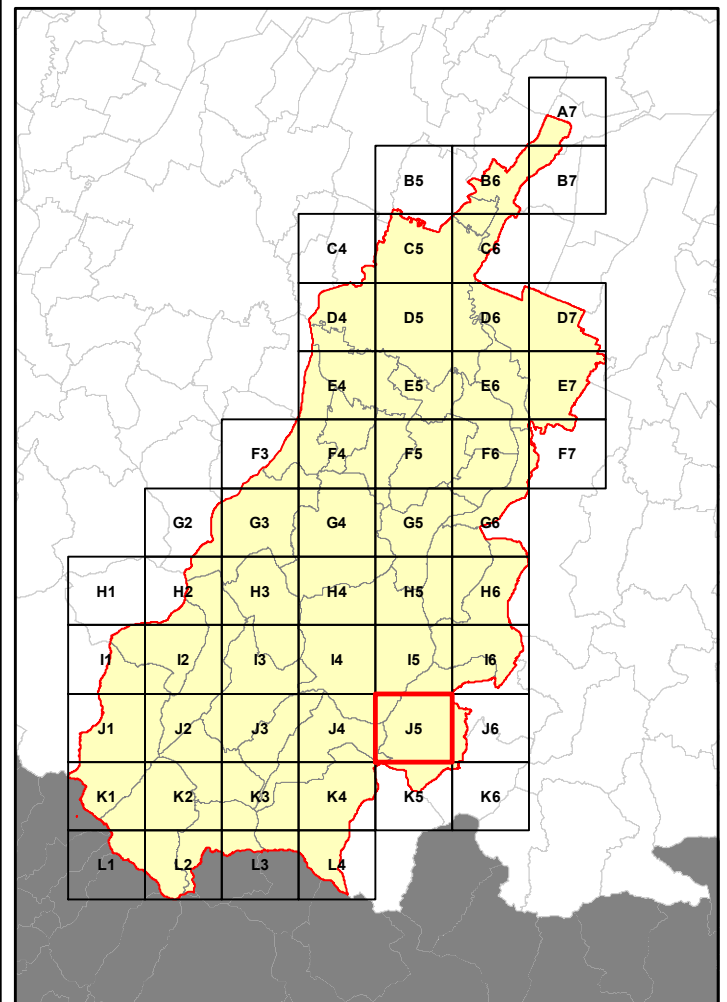 A7
B5 B6 B7
C4 C5 C6
D4 D5 D6 D7
E4 E5 E6 E7
F3 F4 F5 F6 F7
G2 G3 G4 G5 G6
H1 H2 H3 H4 H5 H6
I1 I2 I3 I4 I5 I6
J1 J2 J3 J4 J5 J6
K1 K2 K3 K4 K5 K6
L1 L2 L3 L4